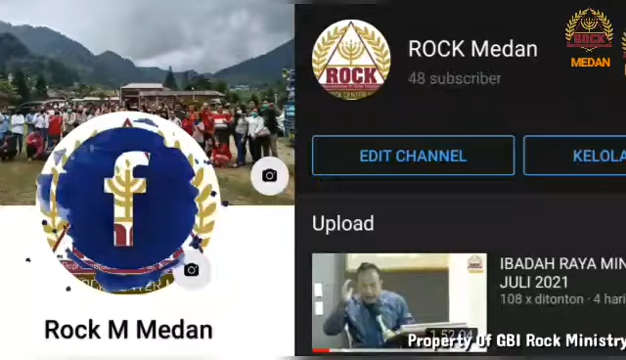 ROCK Medan
48 subscriber
EDIT CHANNEL
KELOLA
Upload
IBADAH RAYA MIN
JULI 2021
108 x ditonton · 4 hari
1:52:04
Property Of GBI Rock Ministry
Rock M Medan
ROCK
ROCK
MEDAN